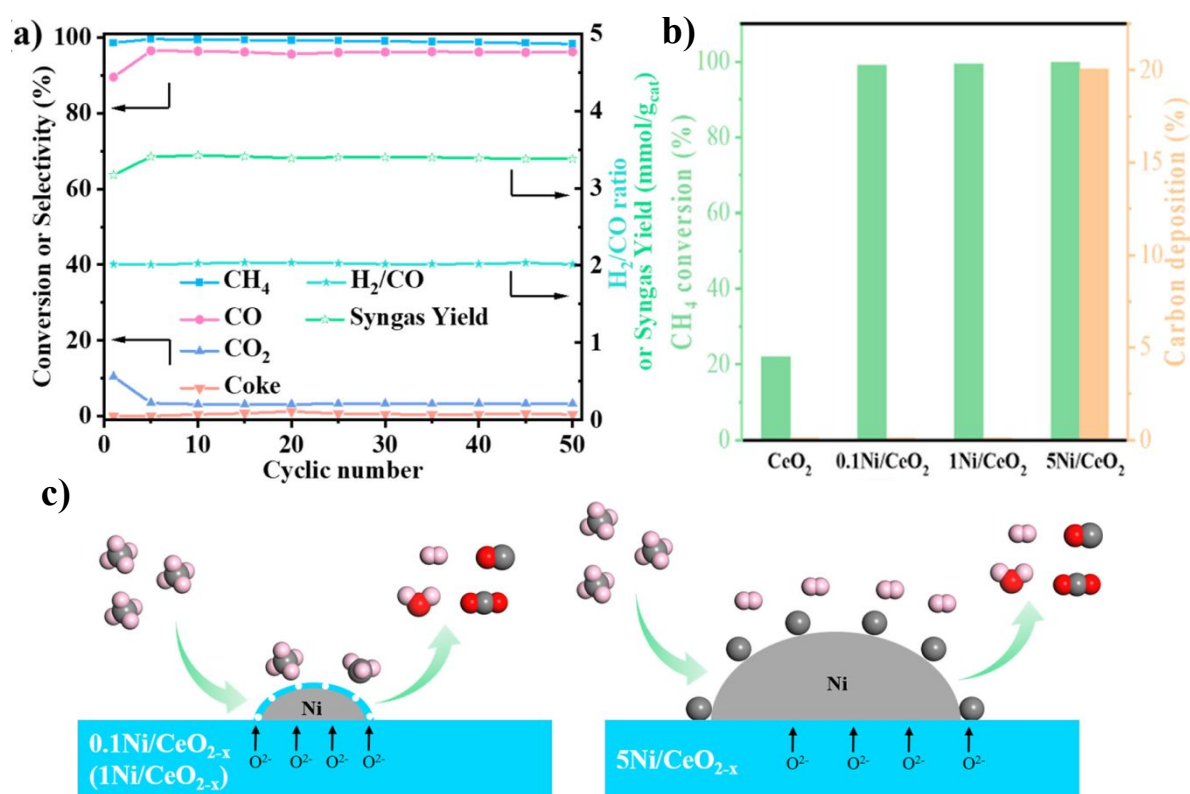 a)
100
80
60
40
20
0
Conversion or Selectivity (%)
CH4
CO
CO2
Coke
H2/CO
Syngas Yield
5
4
3
2
1
0
H2/CO ratio
or Syngas Yield (mmol/gcat)
0 10 20 30 40 50
Cyclic number
b)
100
80
60
40
20
0
CH4 conversion (%)
20
15
10
5
0
Carbon deposition (%)
CeO2 0.1Ni/CeO2 1Ni/CeO2 5Ni/CeO2
c)
Ni
0.1Ni/CeO2-x
(1Ni/CeO2-x)
O2- O2- O2- O2-
Ni
5Ni/CeO2-x
O2- O2- O2- O2-